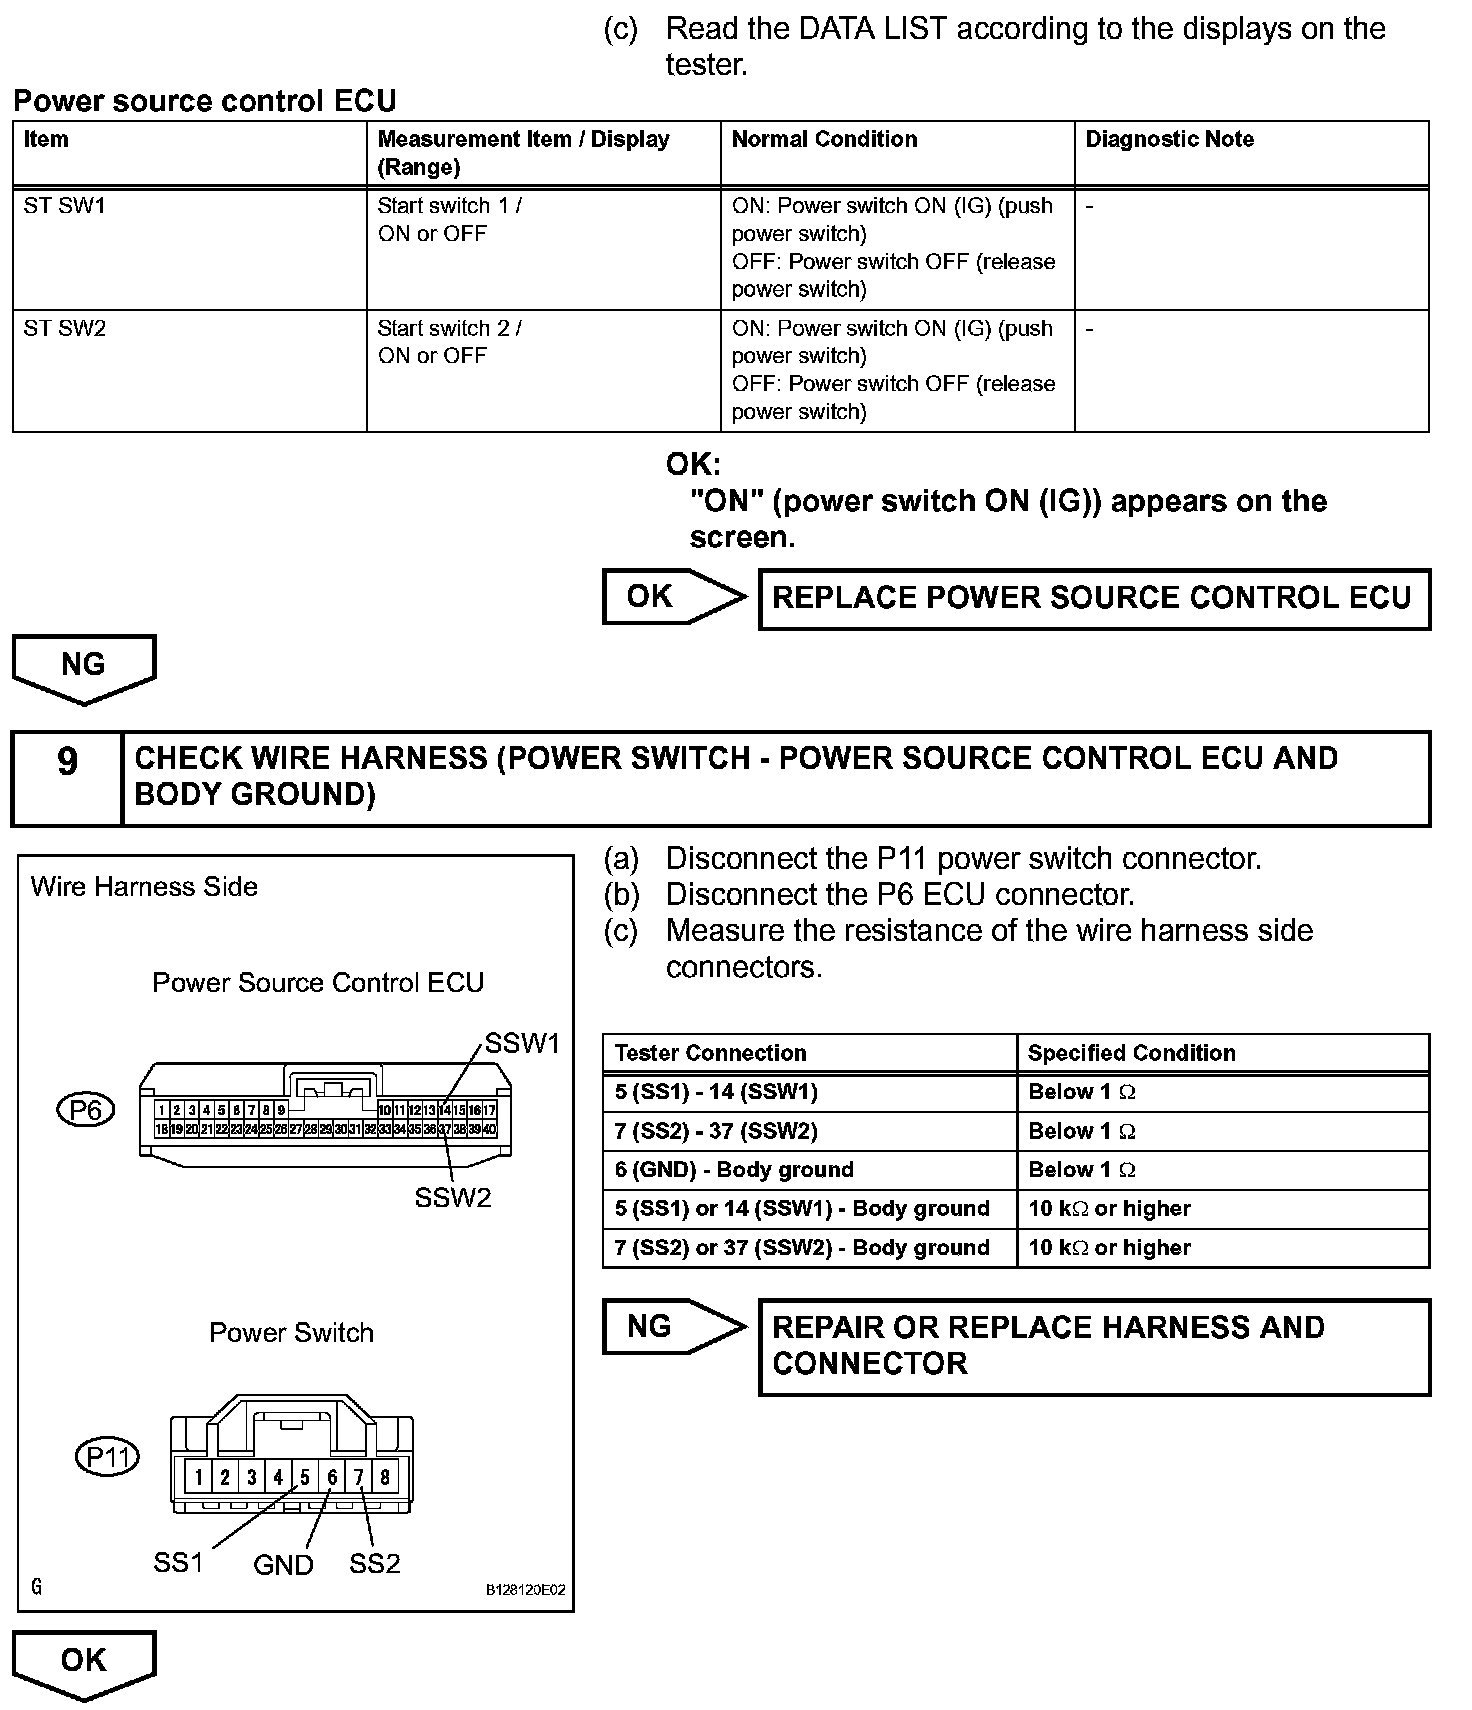 (c) Read the DATA LIST according to the displays on the
tester.
Power source control ECU
Item
Measurement Item / Display
(Range)
Normal Condition
Diagnostic Note
ST SW1
Start switch 1 /
ON or OFF
ON: Power switch ON (IG) (push
power switch)
OFF: Power switch OFF (release
power switch)
-
ST SW2
Start switch 2 /
ON or OFF
ON: Power switch ON (IG) (push
power switch)
OFF: Power switch OFF (release
power switch)
-
OK:
"ON" (power switch ON (IG)) appears on the
screen.
OK
REPLACE POWER SOURCE CONTROL ECU
NG
9
CHECK WIRE HARNESS (POWER SWITCH - POWER SOURCE CONTROL ECU AND
BODY GROUND)
Wire Harness Side
Power Source Control ECU
SSW1
P6
1 2 3 4 5 6 7 8 9 10 11 12 13 14 15 16 17
18 19 20 21 22 23 24 25 26 27 28 29 30 31 32 33 34 35 36 37 38 39 40
SSW2
Power Switch
P11
1 2 3 4 5 6 7 8
SS1 GND SS2
G
B128120E02
(a) Disconnect the P11 power switch connector.
(b) Disconnect the P6 ECU connector.
(c) Measure the resistance of the wire harness side
connectors.
Tester Connection
Specified Condition
5 (SS1) - 14 (SSW1)
Below 1 Ω
7 (SS2) - 37 (SSW2)
Below 1 Ω
6 (GND) - Body ground
Below 1 Ω
5 (SS1) or 14 (SSW1) - Body ground
10 kΩ or higher
7 (SS2) or 37 (SSW2) - Body ground
10 kΩ or higher
NG
REPAIR OR REPLACE HARNESS AND
CONNECTOR
OK